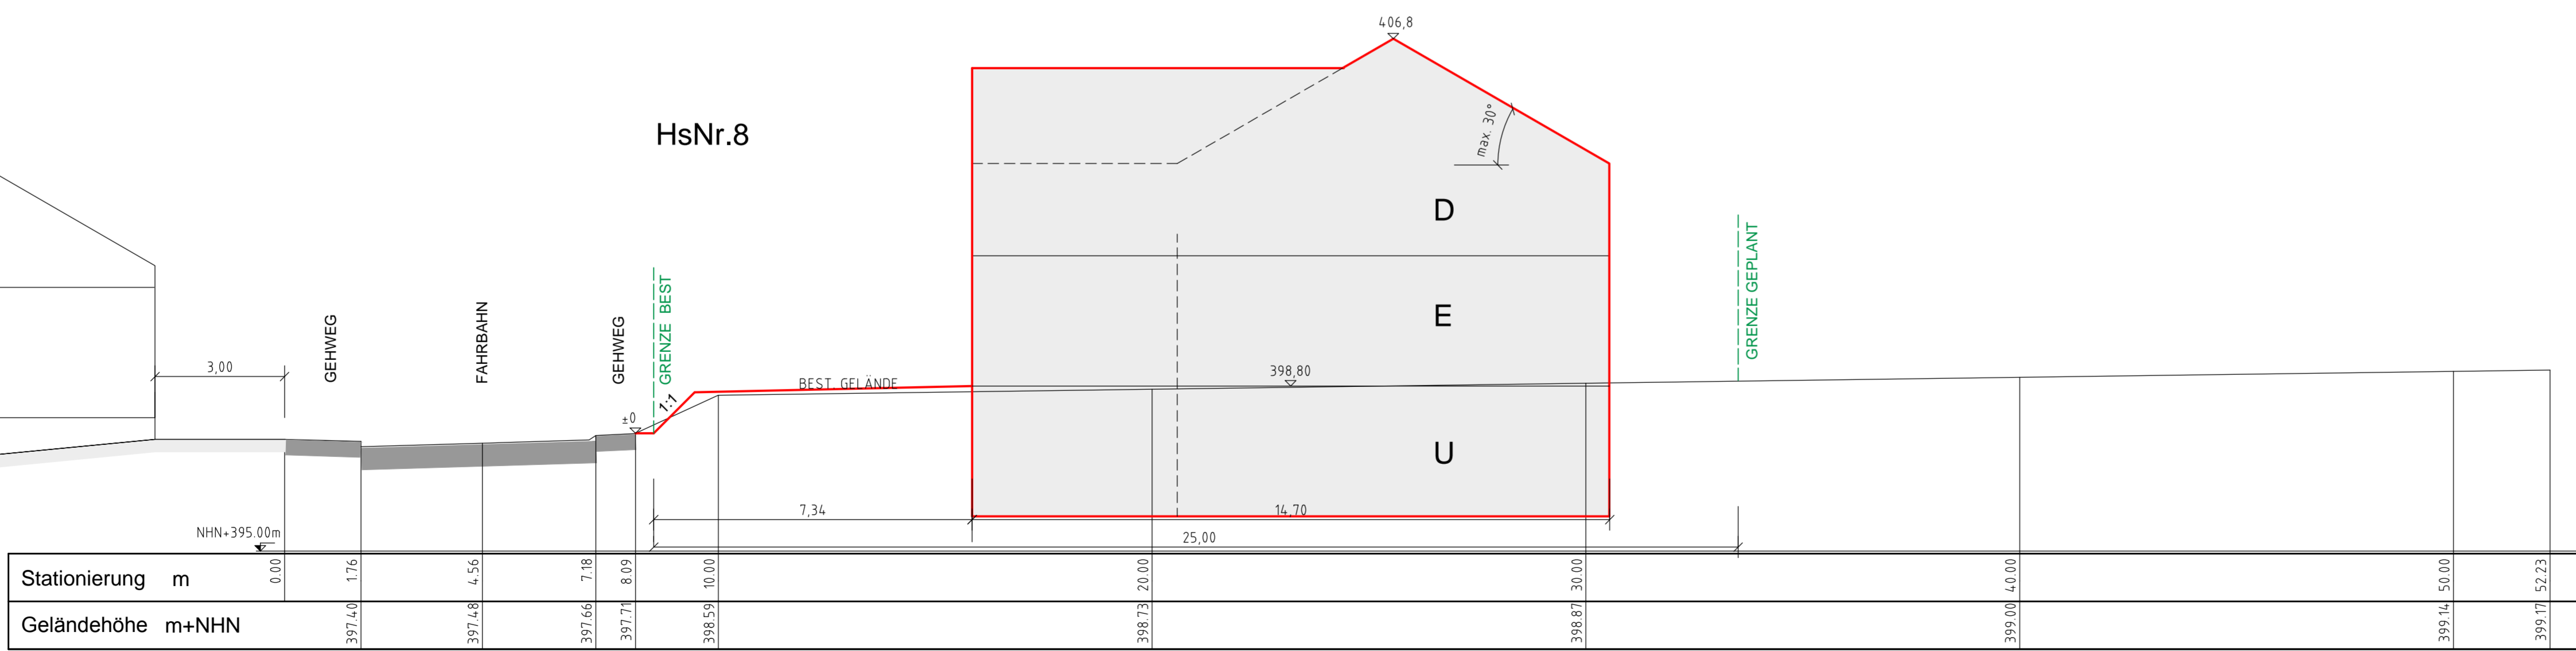 406,8
HsNr.8
max. 30°
D
E
U
3,00
GEHWEG
FAHRBAHN
GEHWEG
GRENZE BEST
1:1
±0
BEST. GELÄNDE
398,80
GRENZE GEPLANT
7,34
14,70
25,00
NHN+395.00m
Stationierung m 0.00 1.76 4.56 7.18 8.09 10.00 20.00 30.00 40.00 50.00 52.23
Geländehöhe m+NHN 397.40 397.48 397.66 397.71 398.59 398.73 398.87 399.00 399.14 399.17